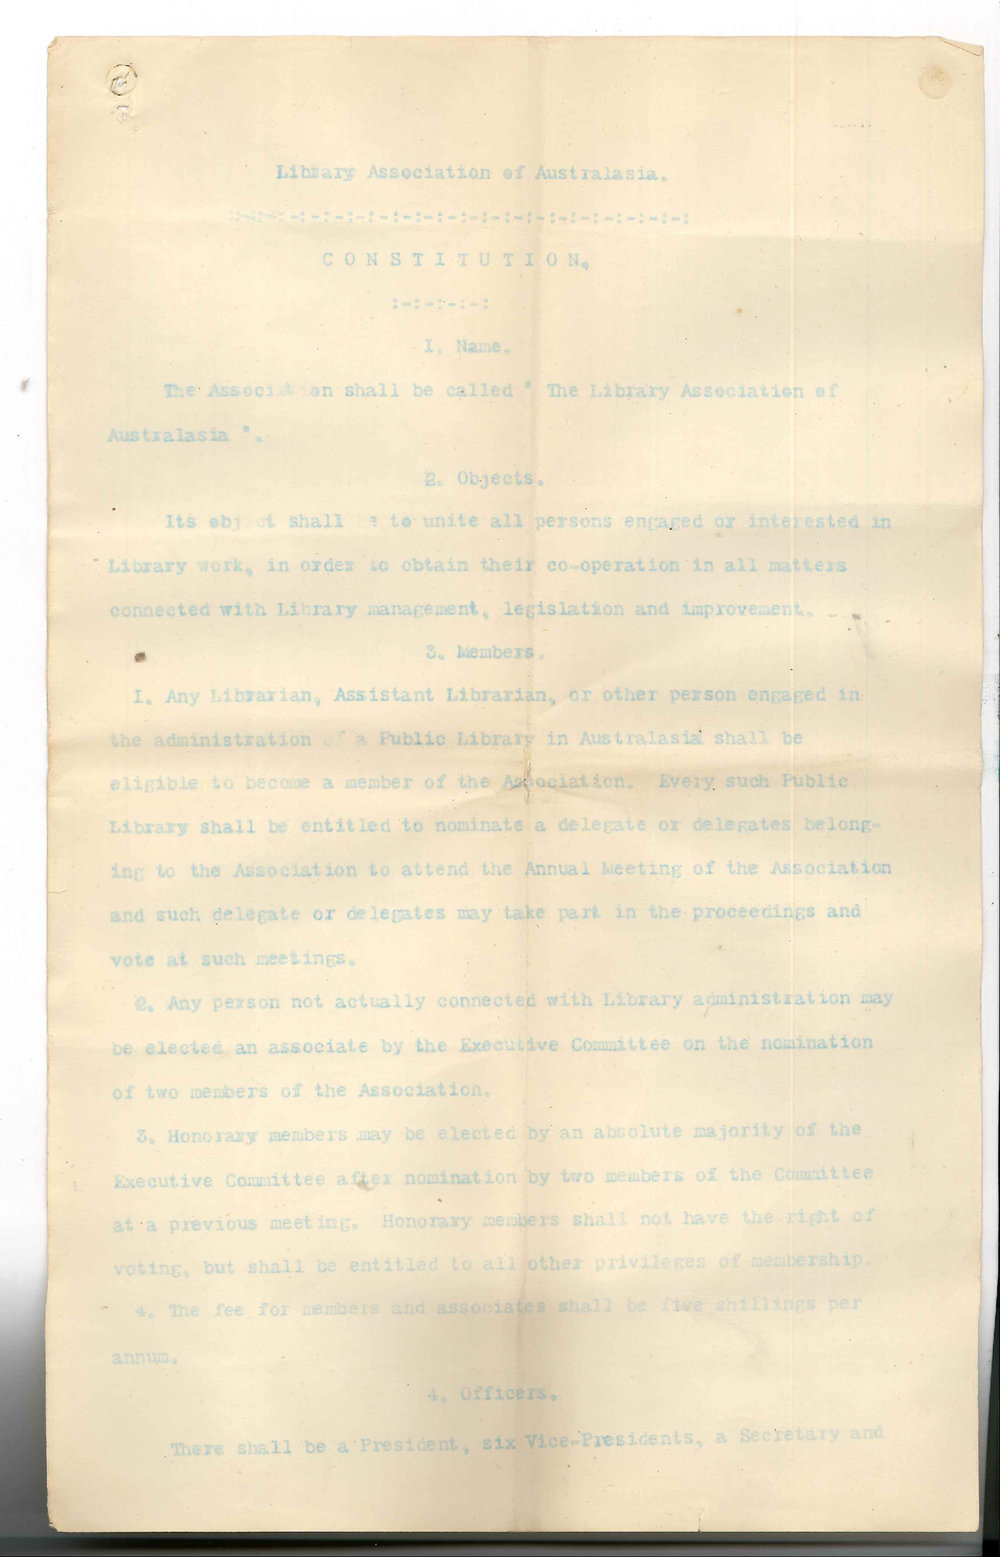 Library Association of Australasia.
:-:-:-:-:-:-:-:-:-:-:-:-:-:-:-:-:-:-:-:-:
CONSTITUTION.
:-:-:-:-:
I. Name.
The Association shall be called " The Library Association of
Australasia ".
2. Objects.
Its object shall be to unite all persons engaged or interested in
Library work, in order to obtain their co-operation in all matters
connected with Library management, legislation and improvement.
3. Members.
I. Any Librarian, Assistant Librarian, or other person engaged in
the administration of a Public Library in Australasia shall be
eligible to become a member of the Association. Every such Public
Library shall be entitled to nominate a delegate or delegates belong-
ing to the Association to attend the Annual Meeting of the Association
and such delegate or delegates may take part in the proceedings and
vote at such meetings.
2. Any person not actually connected with Library administration may
be elected an associate by the Executive Committee on the nomination
of two members of the Association.
3. Honorary members may be elected by an absolute majority of the
Executive Committee after nomination by two members of the Committee
at a previous meeting. Honorary members shall not have the right of
voting, but shall be entitled to all other privileges of membership.
4. The fee for members and associates shall be five shillings per
annum.
4. Officers.
There shall be a President, six Vice-Presidents, a Secretary and